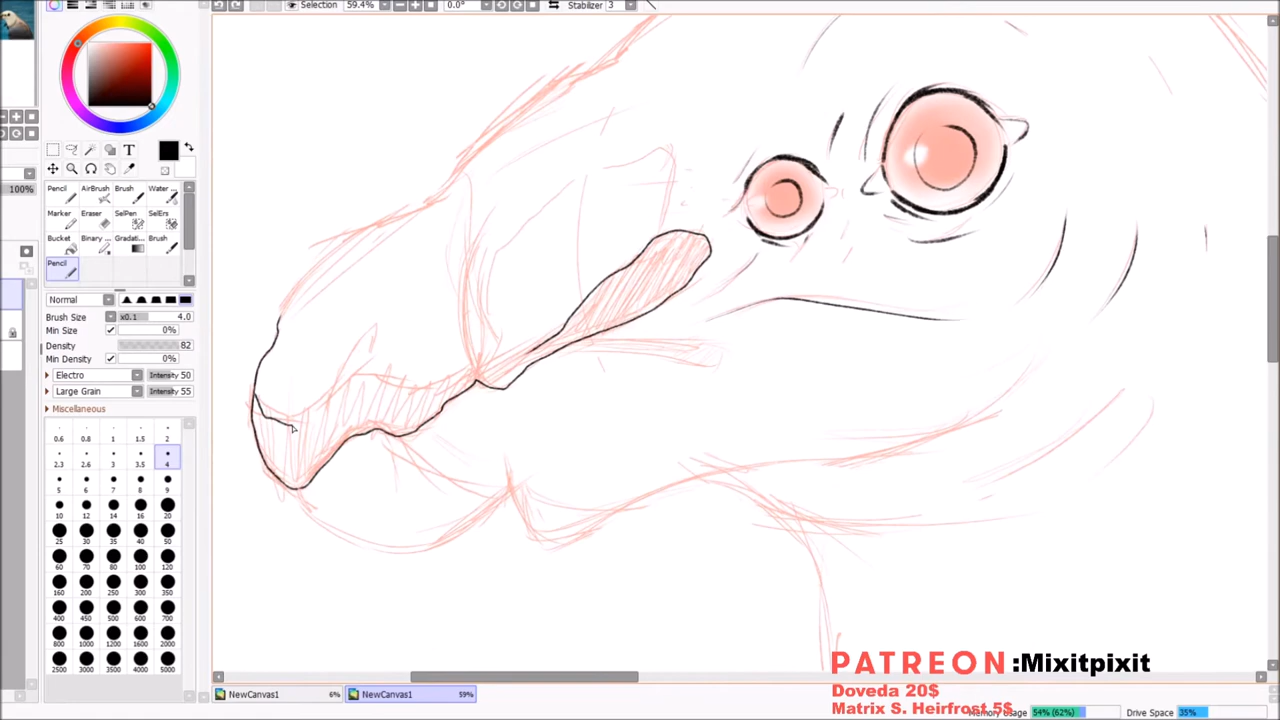 Selection 59.4% 0.0° Stabilizer 3
100%
Pencil AirBrush Brush Water ...
Marker Eraser SelPen SelErs
Bucket Binary ... Gradati... Brush
Pencil
Normal
Brush Size x0.1 4.0
Min Size 0%
Density 82
Min Density 0%
Electro Intensity 50
Large Grain Intensity 55
Miscellaneous
0.6 0.8 1 1.5 2
2.3 2.6 3 3.5 4
5 6 7 8 9
10 12 14 16 20
25 30 35 40 50
60 70 80 100 120
160 200 250 300 350
400 450 500 600 700
800 1000 1200 1600 2000
2500 3000 3500 4000 5000
PATREON :Mixitpixit
Doveda 20$
Matrix S. Heirfrost 5$
NewCanvas1 6% NewCanvas1 59%
Memory Usage 54% (62%) Drive Space 35%